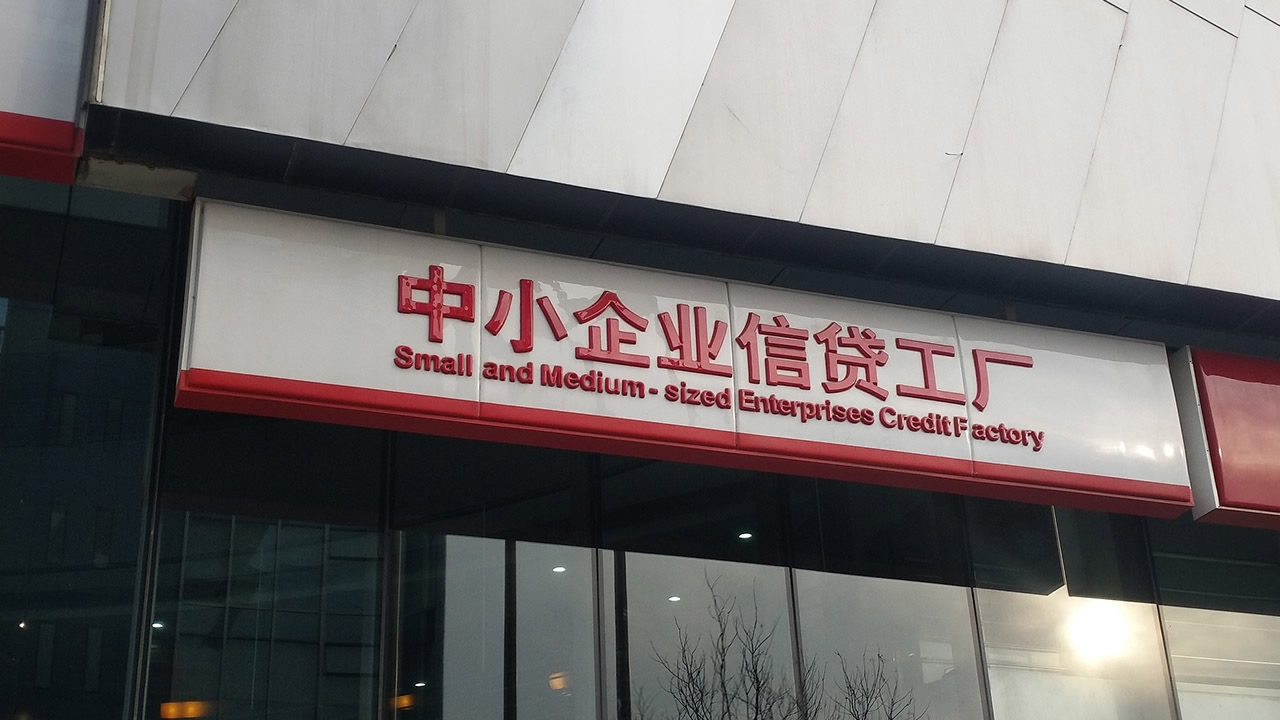 中小企业信贷工厂
Small and Medium - sized Enterprises Credit Factory